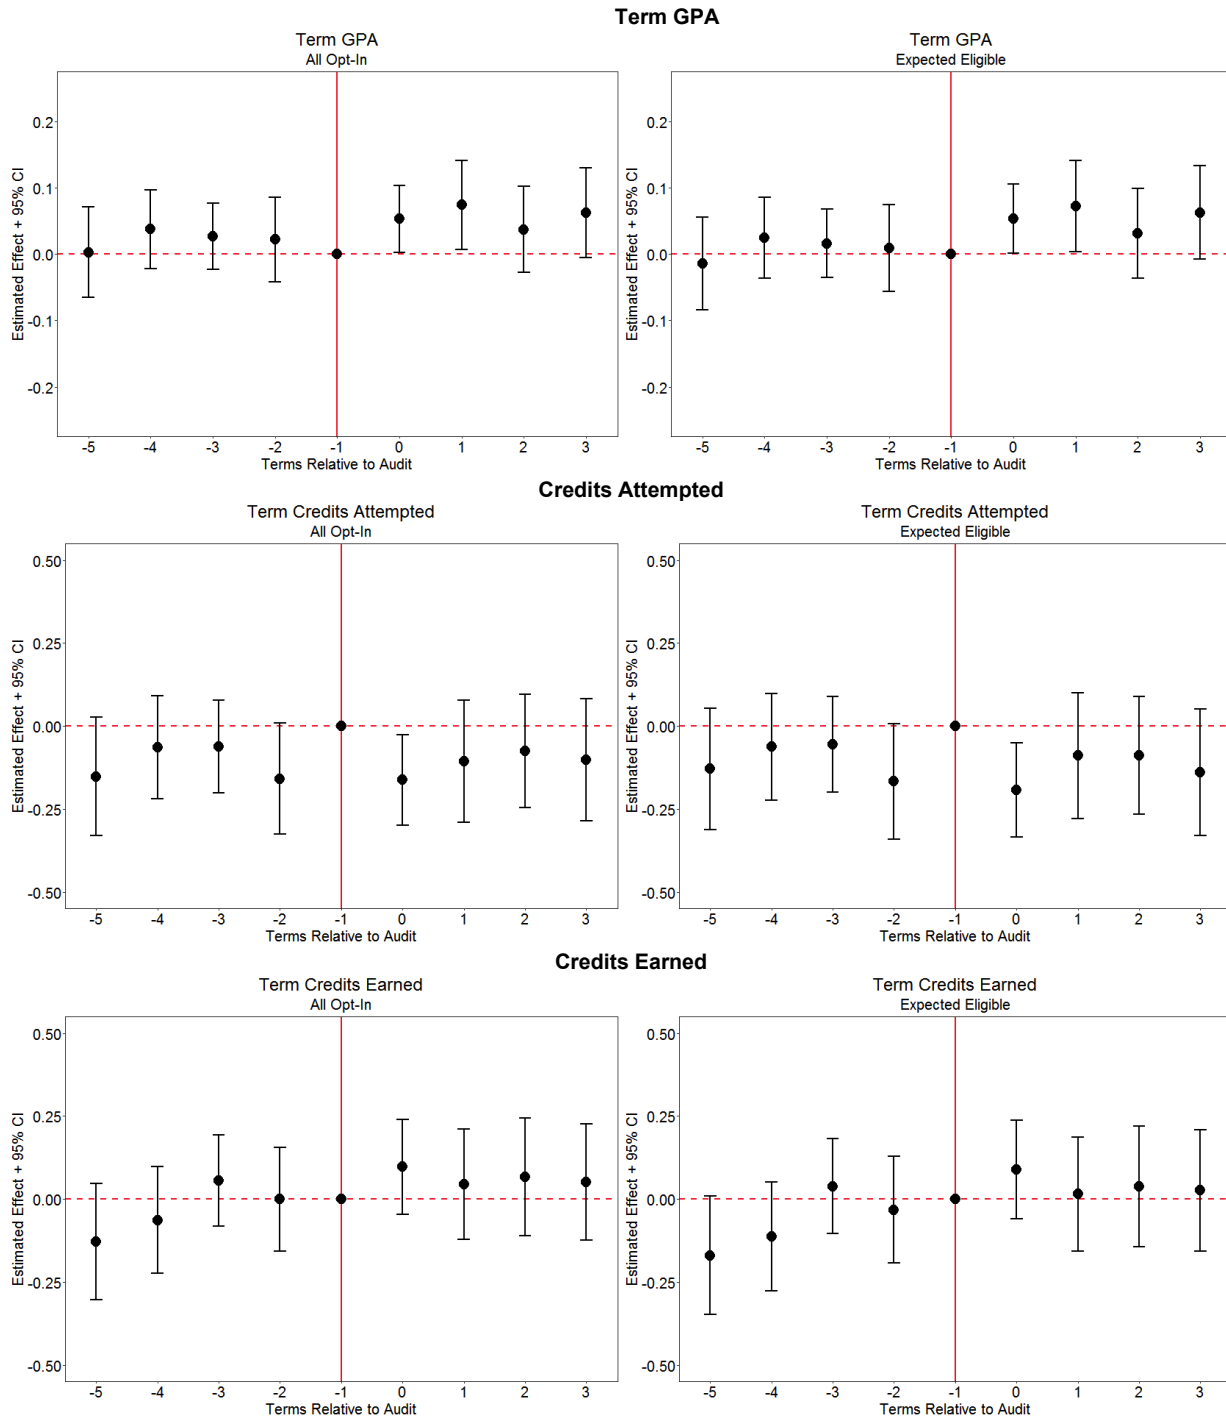 Term GPA
Term GPA
All Opt-In
Estimated Effect + 95% CI
0.2
0.1
0.0
-0.1
-0.2
-5 -4 -3 -2 -1 0 1 2 3
Terms Relative to Audit
Term GPA
Expected Eligible
Estimated Effect + 95% CI
0.2
0.1
0.0
-0.1
-0.2
-5 -4 -3 -2 -1 0 1 2 3
Terms Relative to Audit
Credits Attempted
Term Credits Attempted
All Opt-In
Estimated Effect + 95% CI
0.50
0.25
0.00
-0.25
-0.50
-5 -4 -3 -2 -1 0 1 2 3
Terms Relative to Audit
Term Credits Attempted
Expected Eligible
Estimated Effect + 95% CI
0.50
0.25
0.00
-0.25
-0.50
-5 -4 -3 -2 -1 0 1 2 3
Terms Relative to Audit
Credits Earned
Term Credits Earned
All Opt-In
Estimated Effect + 95% CI
0.50
0.25
0.00
-0.25
-0.50
-5 -4 -3 -2 -1 0 1 2 3
Terms Relative to Audit
Term Credits Earned
Expected Eligible
Estimated Effect + 95% CI
0.50
0.25
0.00
-0.25
-0.50
-5 -4 -3 -2 -1 0 1 2 3
Terms Relative to Audit